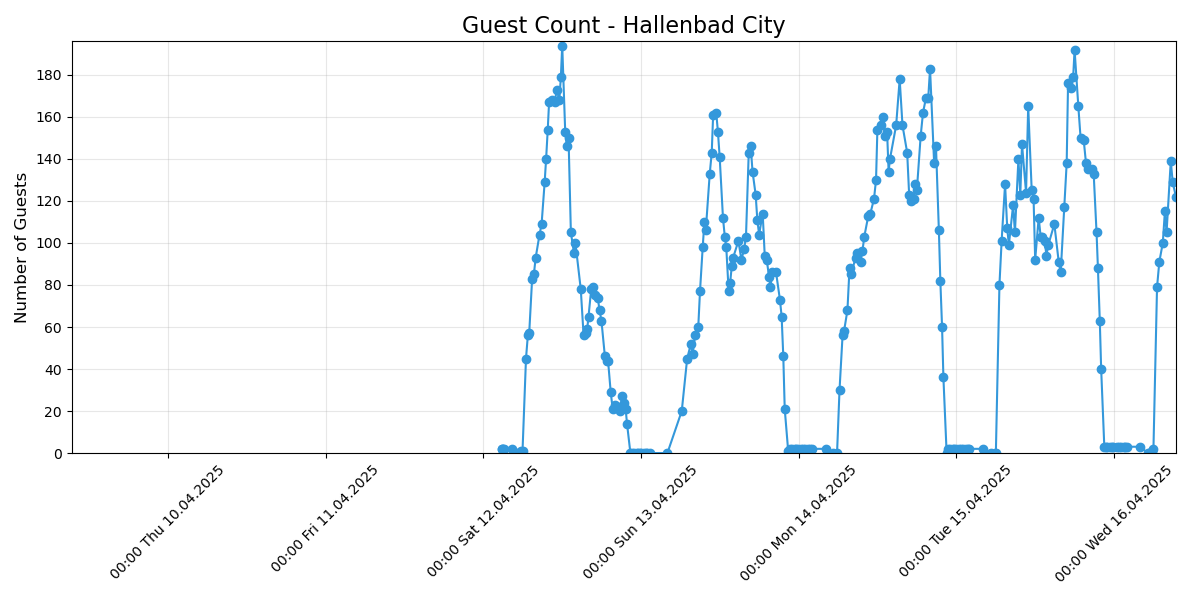 Guest Count - Hallenbad City
Number of Guests
180
160
140
120
100
80
60
40
20
0
00:00 Thu 10.04.2025
00:00 Fri 11.04.2025
00:00 Sat 12.04.2025
00:00 Sun 13.04.2025
00:00 Mon 14.04.2025
00:00 Tue 15.04.2025
00:00 Wed 16.04.2025